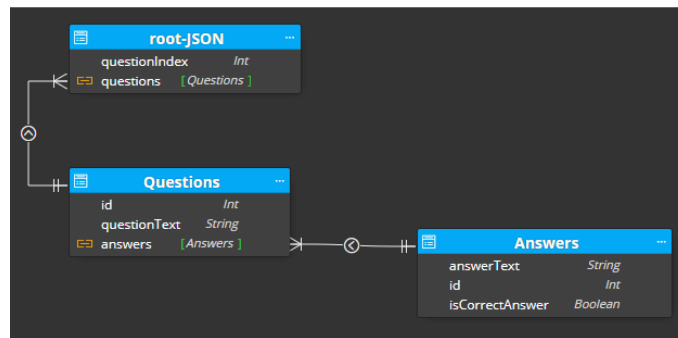 root-JSON ...
questionIndex Int
questions [ Questions ]
Questions ...
id Int
questionText String
answers [ Answers ]
Answers ...
answerText String
id Int
isCorrectAnswer Boolean